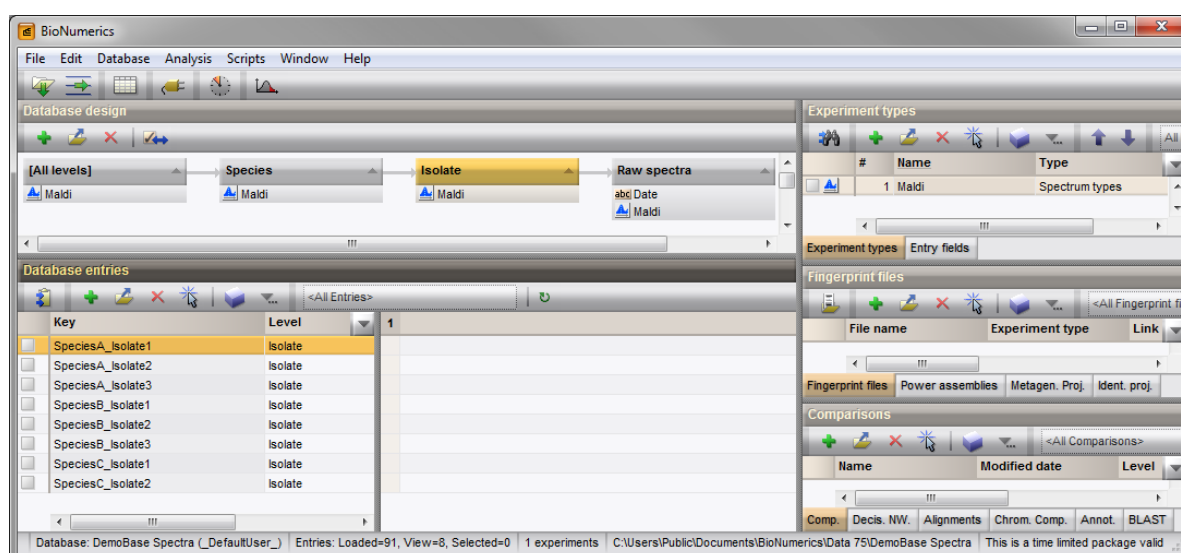 BioNumerics
File Edit Database Analysis Scripts Window Help
Database design
[All levels] Species Isolate Raw spectra
Maldi Maldi Maldi abc Date
Maldi
Database entries
<All Entries>
Key Level 1
SpeciesA_Isolate1 Isolate
SpeciesA_Isolate2 Isolate
SpeciesA_Isolate3 Isolate
SpeciesB_Isolate1 Isolate
SpeciesB_Isolate2 Isolate
SpeciesB_Isolate3 Isolate
SpeciesC_Isolate1 Isolate
SpeciesC_Isolate2 Isolate
Experiment types
All
# Name Type
1 Maldi Spectrum types
Experiment types Entry fields
Fingerprint files
<All Fingerprint fi
File name Experiment type Link
Fingerprint files Power assemblies Metagen. Proj. Ident. proj.
Comparisons
<All Comparisons>
Name Modified date Level
Comp. Decis. NW. Alignments Chrom. Comp. Annot. BLAST
Database: DemoBase Spectra (_DefaultUser_) Entries: Loaded=91, View=8, Selected=0 1 experiments C:\Users\Public\Documents\BioNumerics\Data 75\DemoBase Spectra This is a time limited package valid